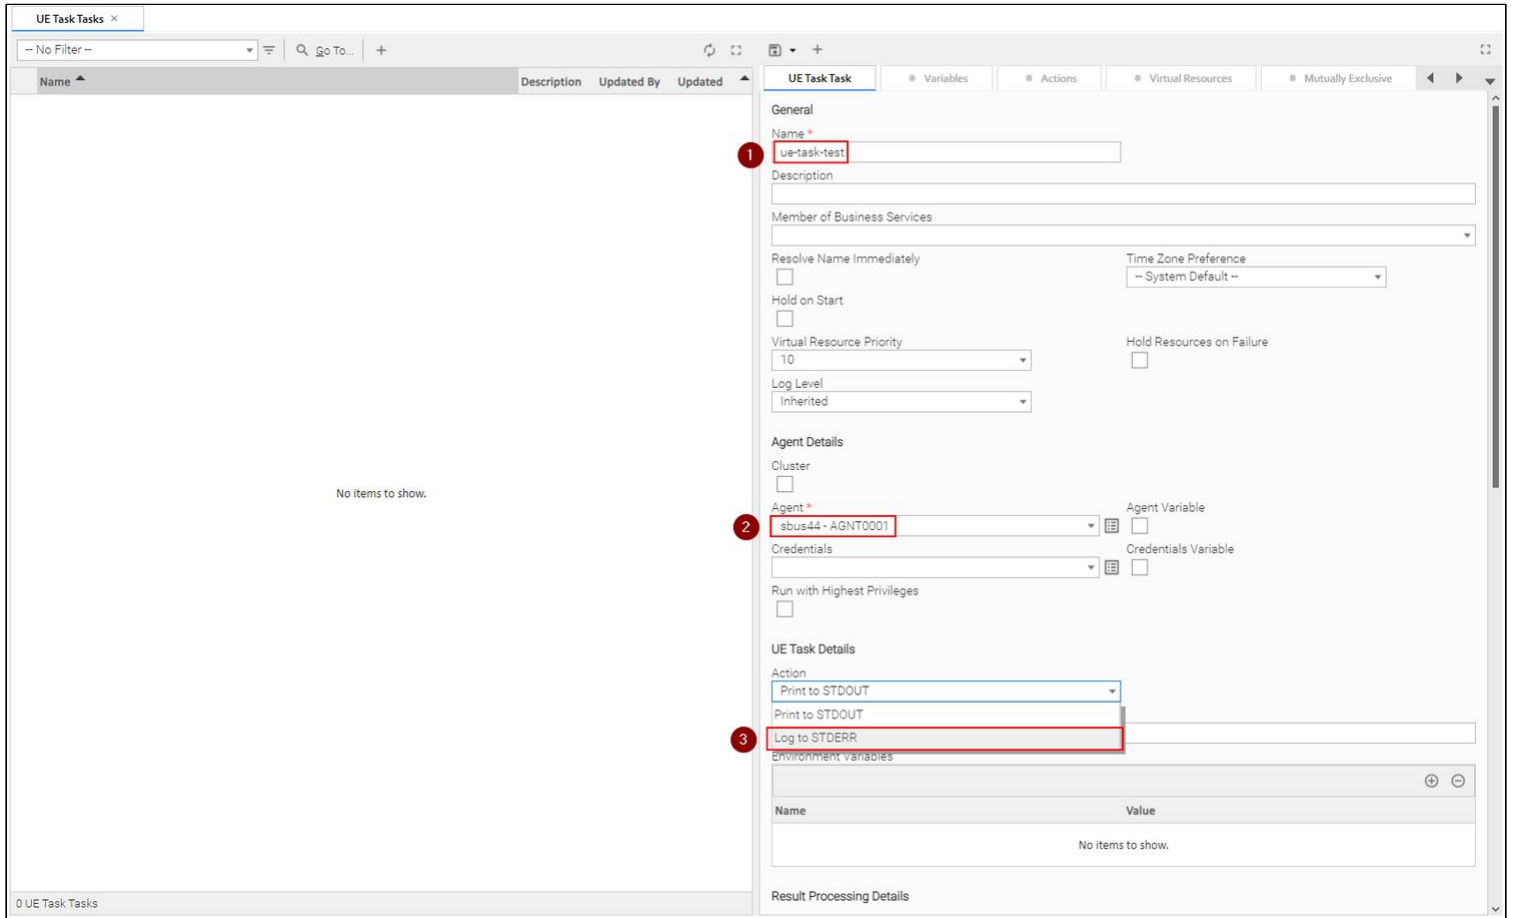 UE Task Tasks ×
-- No Filter --
Go To...
Name
Description
Updated By
Updated
No items to show.
0 UE Task Tasks
UE Task Task
Variables
Actions
Virtual Resources
Mutually Exclusive
General
Name *
1
ue-task-test
Description
Member of Business Services
Resolve Name Immediately
Time Zone Preference
-- System Default --
Hold on Start
Virtual Resource Priority
Hold Resources on Failure
10
Log Level
Inherited
Agent Details
Cluster
Agent *
Agent Variable
2
sbus44 - AGNT0001
Credentials
Credentials Variable
Run with Highest Privileges
UE Task Details
Action
Print to STDOUT
Print to STDOUT
3
Log to STDERR
Environment Variables
Name
Value
No items to show.
Result Processing Details